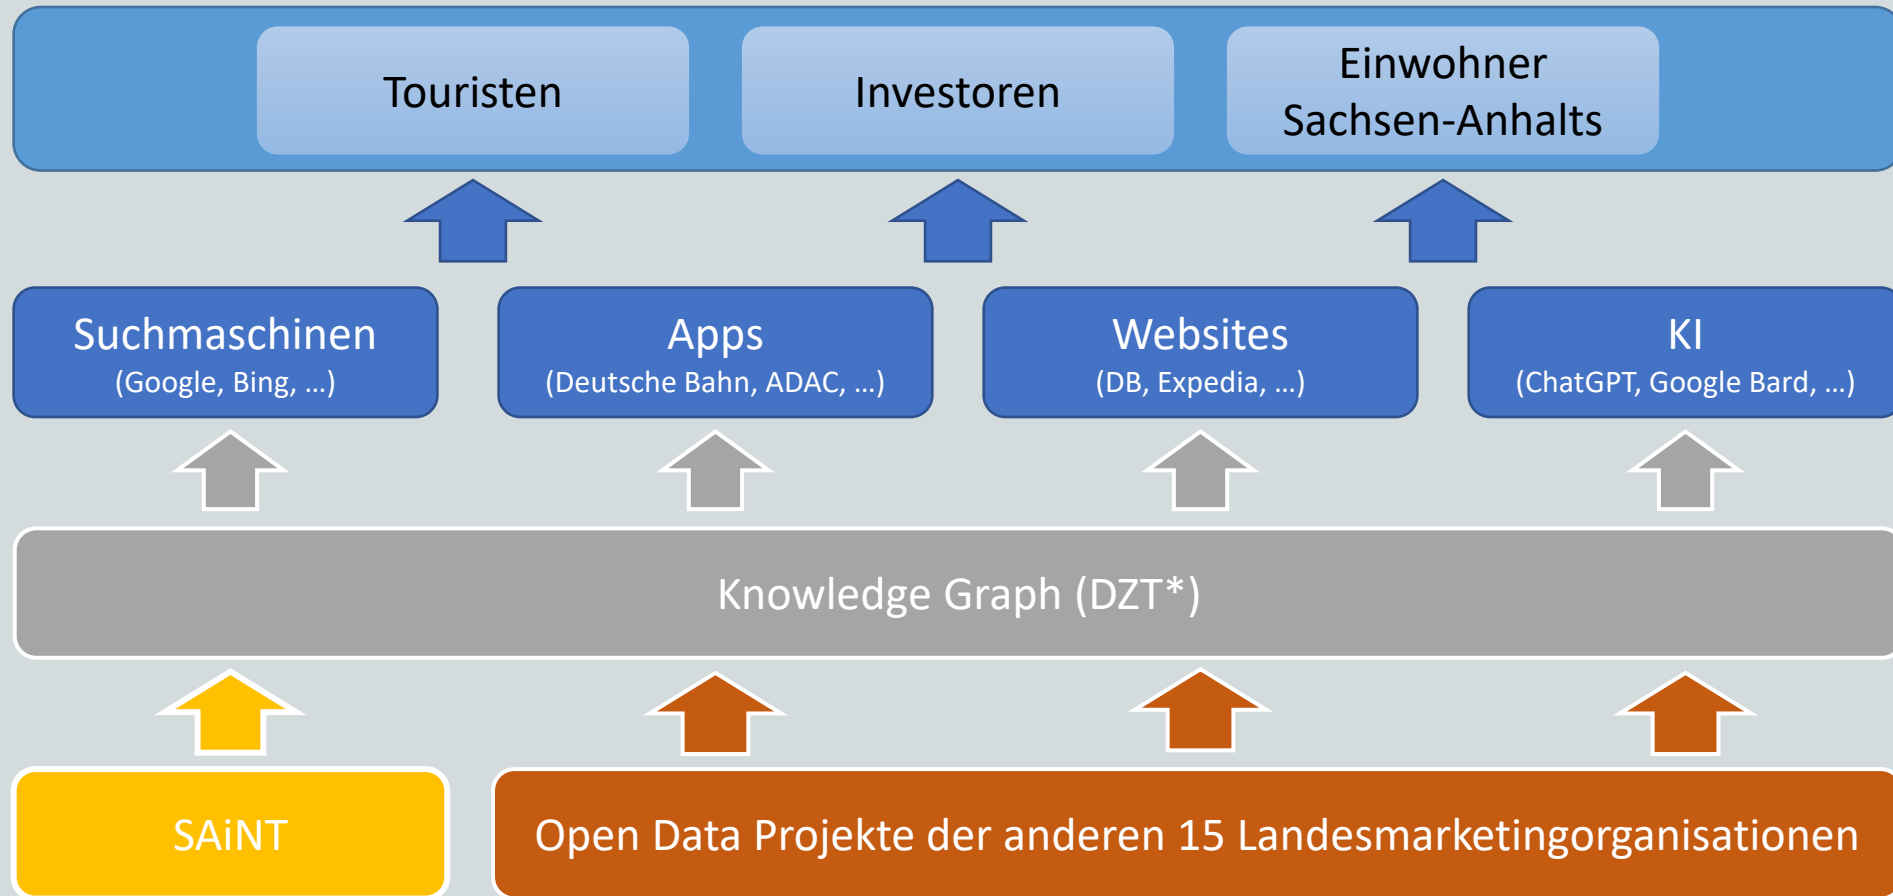 Touristen
Investoren
Einwohner
Sachsen-Anhalts
Suchmaschinen
(Google, Bing, …)
Apps
(Deutsche Bahn, ADAC, …)
Websites
(DB, Expedia, …)
KI
(ChatGPT, Google Bard, …)
Knowledge Graph (DZT*)
SAiNT
Open Data Projekte der anderen 15 Landesmarketingorganisationen